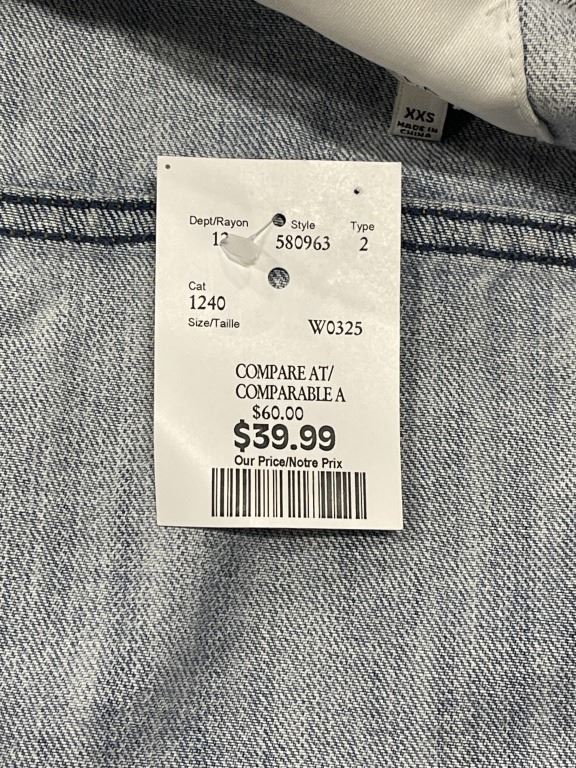 XXS
MADE IN
CHINA
Dept/Rayon Style Type
580963 2
Cat
1240
Size/Taille W0325
COMPARE AT/
COMPARABLE A
$60.00
$39.99
Our Price/Notre Prix